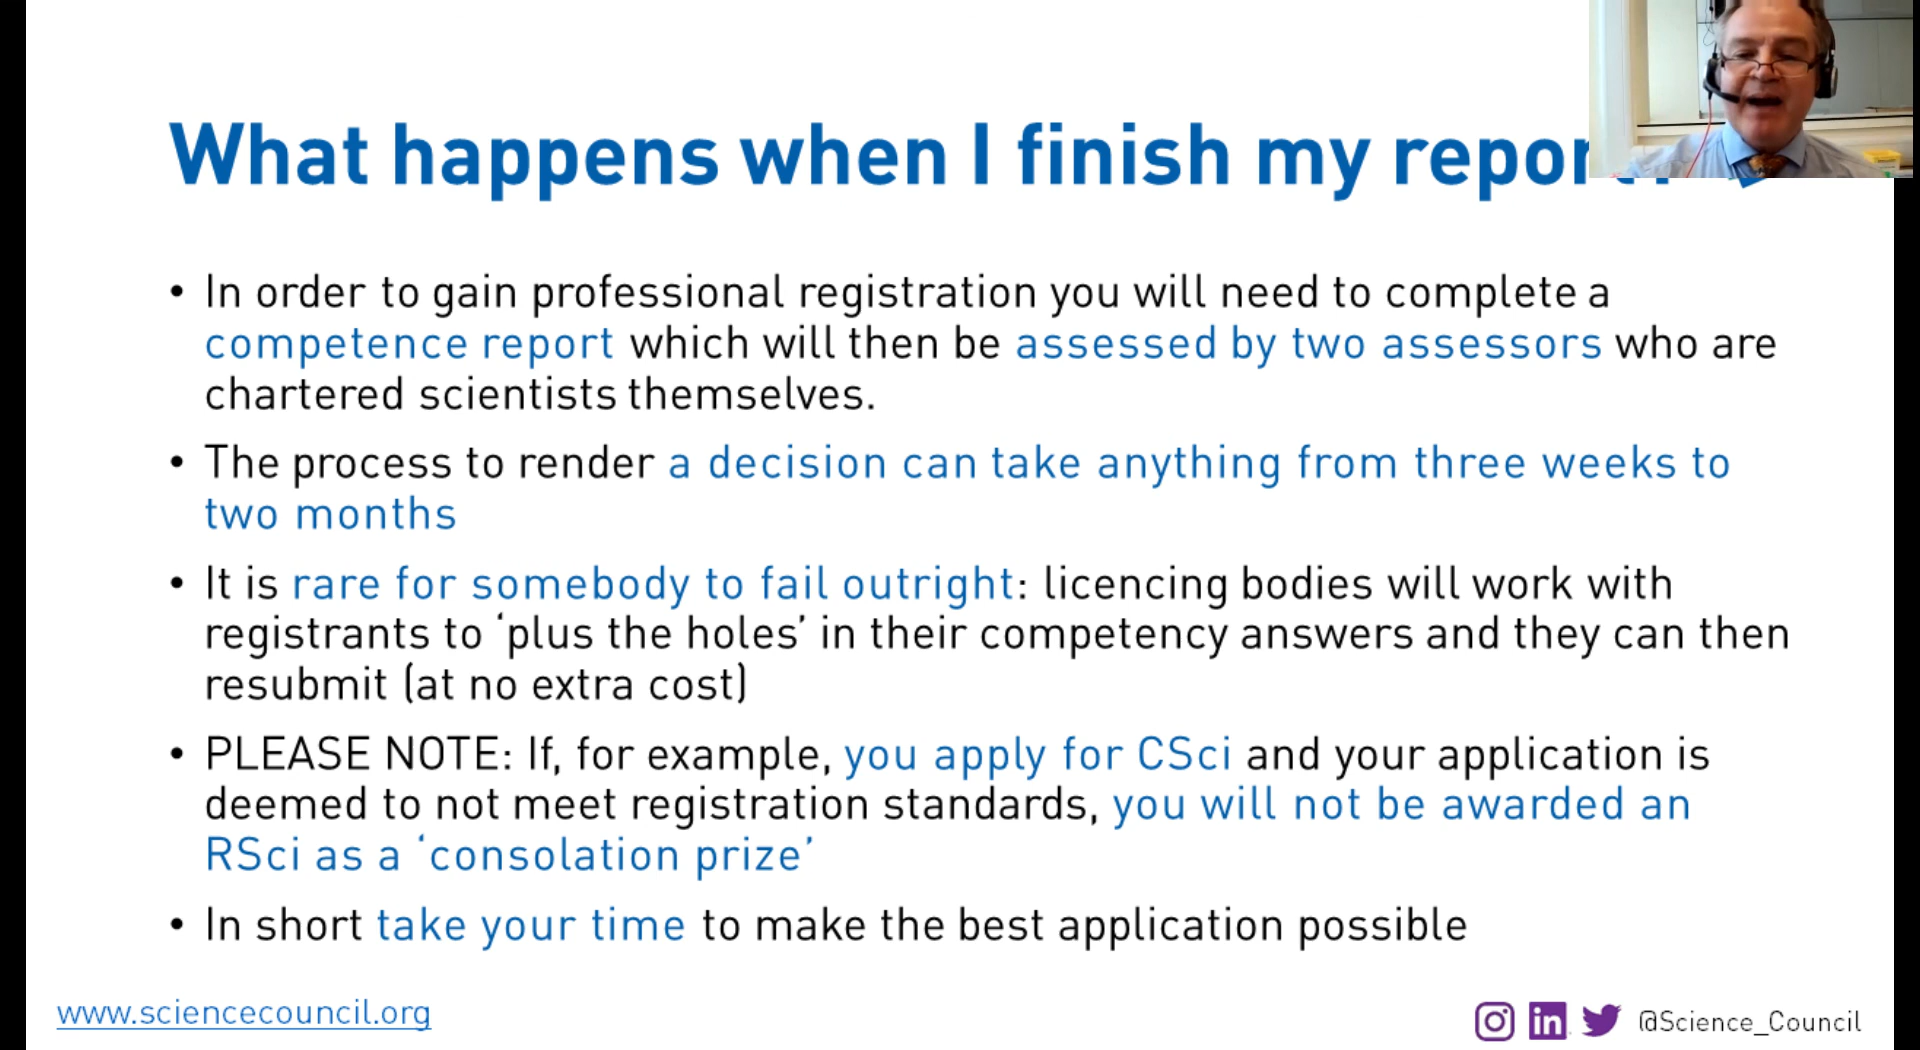 What happens when I finish my report?
• In order to gain professional registration you will need to complete a
competence report which will then be assessed by two assessors who are
chartered scientists themselves.
• The process to render a decision can take anything from three weeks to
two months
• It is rare for somebody to fail outright: licencing bodies will work with
registrants to ‘plus the holes’ in their competency answers and they can then
resubmit (at no extra cost)
• PLEASE NOTE: If, for example, you apply for CSci and your application is
deemed to not meet registration standards, you will not be awarded an
RSci as a ‘consolation prize’
• In short take your time to make the best application possible
www.sciencecouncil.org
in
@Science_Council